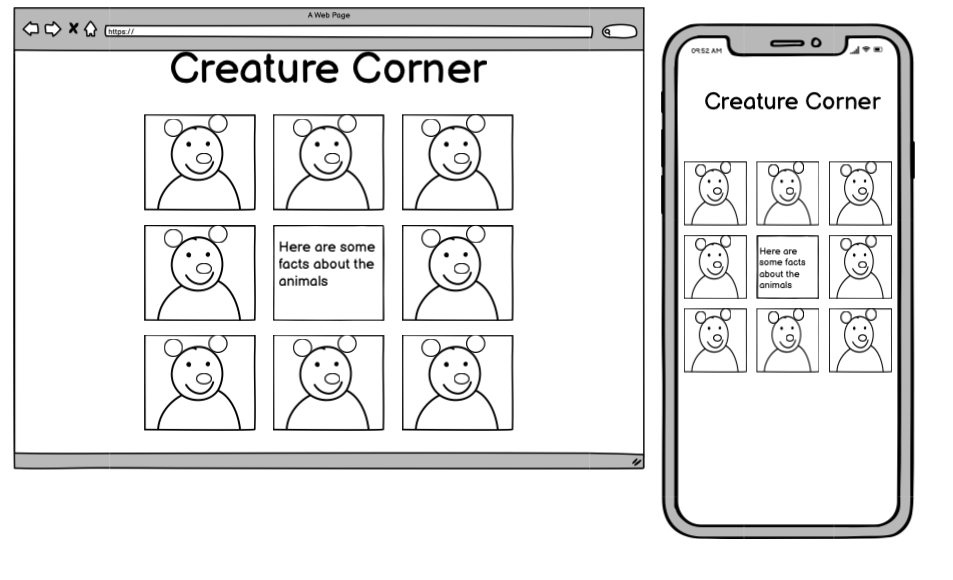 A Web Page
https://
Creature Corner
Here are some
facts about the
animals
09:52 AM
Creature Corner
Here are
some facts
about the
animals